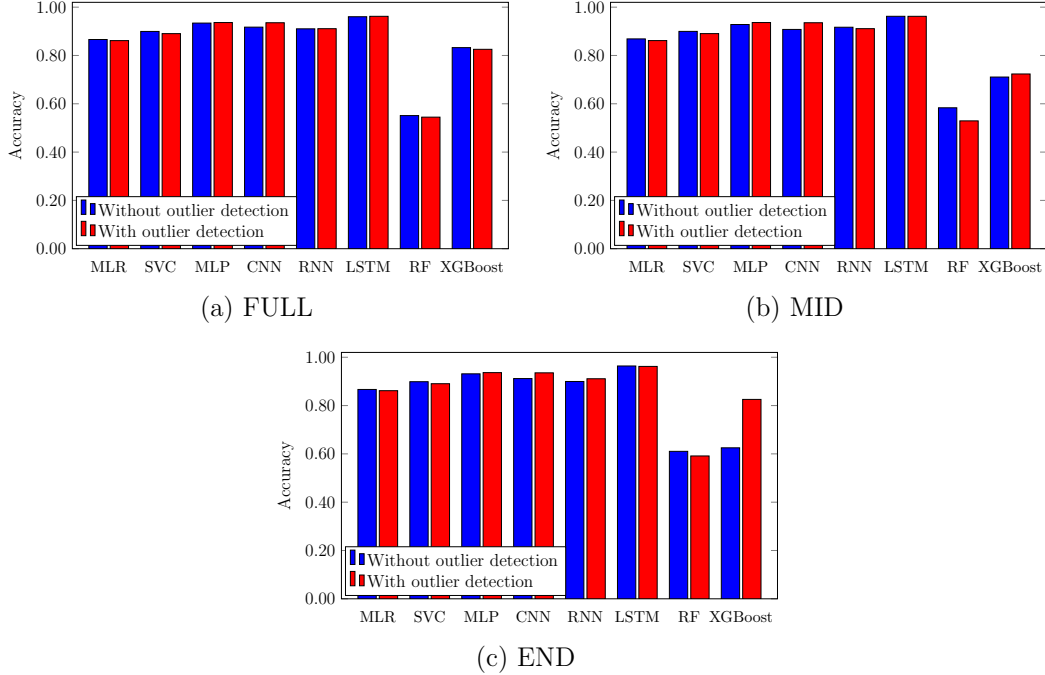 1.00
0.80
0.60
0.40
0.20
0.00
Accuracy
Without outlier detection
With outlier detection
MLR SVC MLP CNN RNN LSTM RF XGBoost
(a) FULL
1.00
0.80
0.60
0.40
0.20
0.00
Accuracy
Without outlier detection
With outlier detection
MLR SVC MLP CNN RNN LSTM RF XGBoost
(b) MID
1.00
0.80
0.60
0.40
0.20
0.00
Accuracy
Without outlier detection
With outlier detection
MLR SVC MLP CNN RNN LSTM RF XGBoost
(c) END